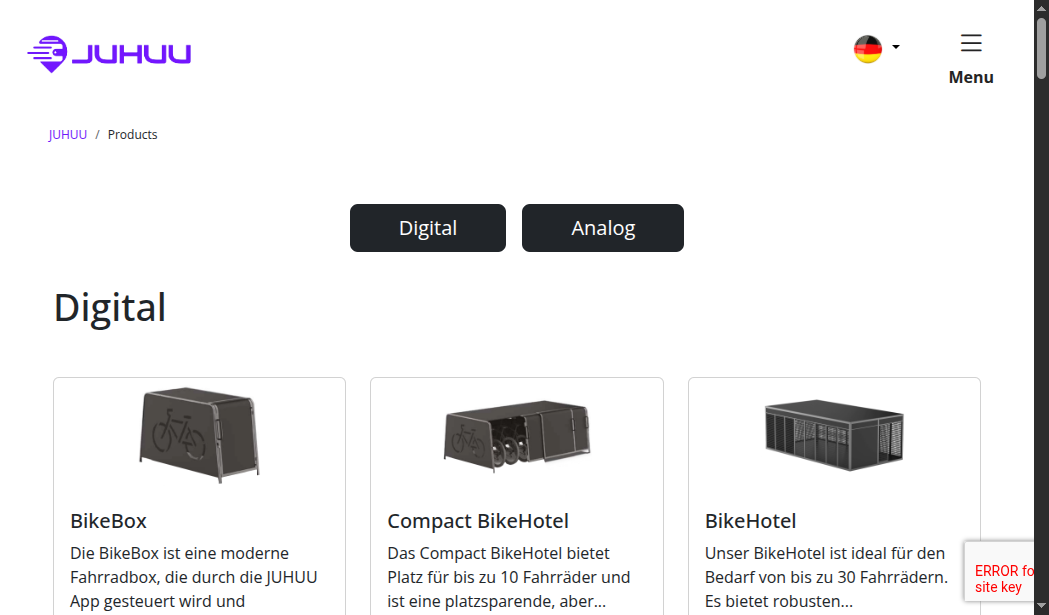 JUHUU
Menu
JUHUU / Products
Digital
Analog
Digital
BikeBox
Die BikeBox ist eine moderne
Fahrradbox, die durch die JUHUU
App gesteuert wird und
Compact BikeHotel
Das Compact BikeHotel bietet
Platz für bis zu 10 Fahrräder und
ist eine platzsparende, aber...
BikeHotel
Unser BikeHotel ist ideal für den
Bedarf von bis zu 30 Fahrrädern.
Es bietet robusten...
ERROR fo
site key